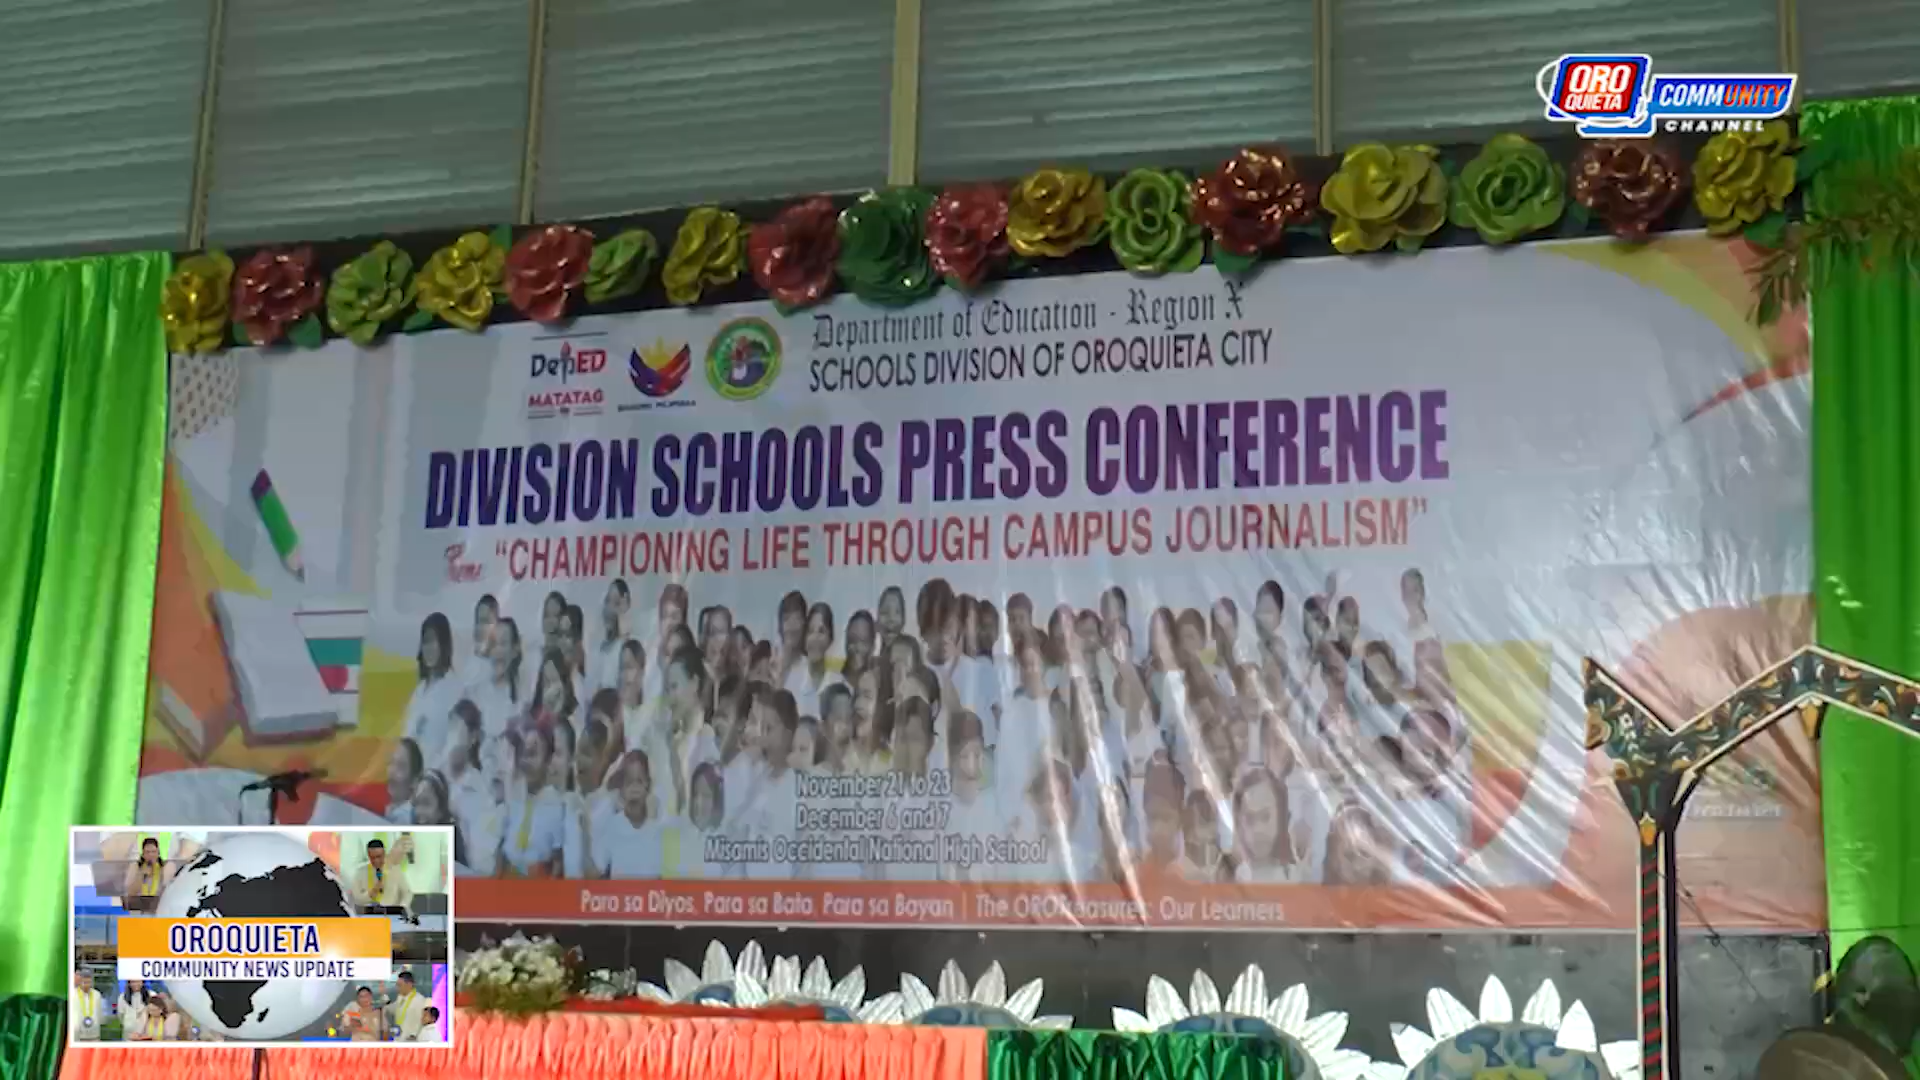 ORO
QUIETA
COMMUNITY
CHANNEL
Department of Education - Region X
SCHOOLS DIVISION OF OROQUIETA CITY
DepED
MATATAG
DIVISION SCHOOLS PRESS CONFERENCE
Theme: "CHAMPIONING LIFE THROUGH CAMPUS JOURNALISM"
November 21 to 23
December 6 and 7
Misamis Occidental National High School
Para sa Diyos, Para sa Bata, Para sa Bayan | The OROTreasures: Our Learners
OROQUIETA
COMMUNITY NEWS UPDATE